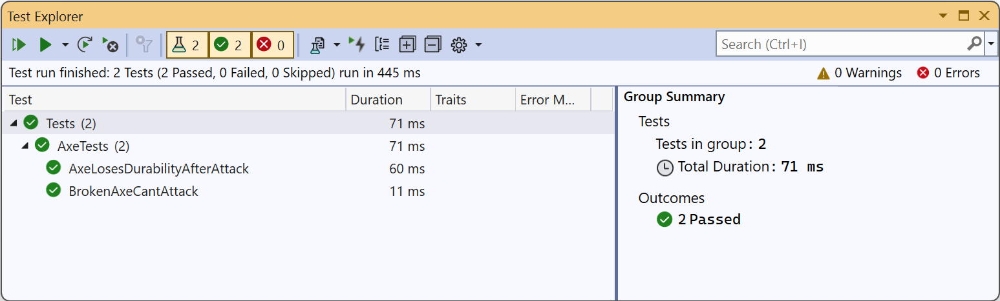 Test Explorer
2 2 0 Search (Ctrl+I)
Test run finished: 2 Tests (2 Passed, 0 Failed, 0 Skipped) run in 445 ms 0 Warnings 0 Errors
Test Duration Traits Error M...
Tests (2) 71 ms
AxeTests (2) 71 ms
AxeLosesDurabilityAfterAttack 60 ms
BrokenAxeCantAttack 11 ms
Group Summary
Tests
Tests in group: 2
Total Duration: 71 ms
Outcomes
2 Passed